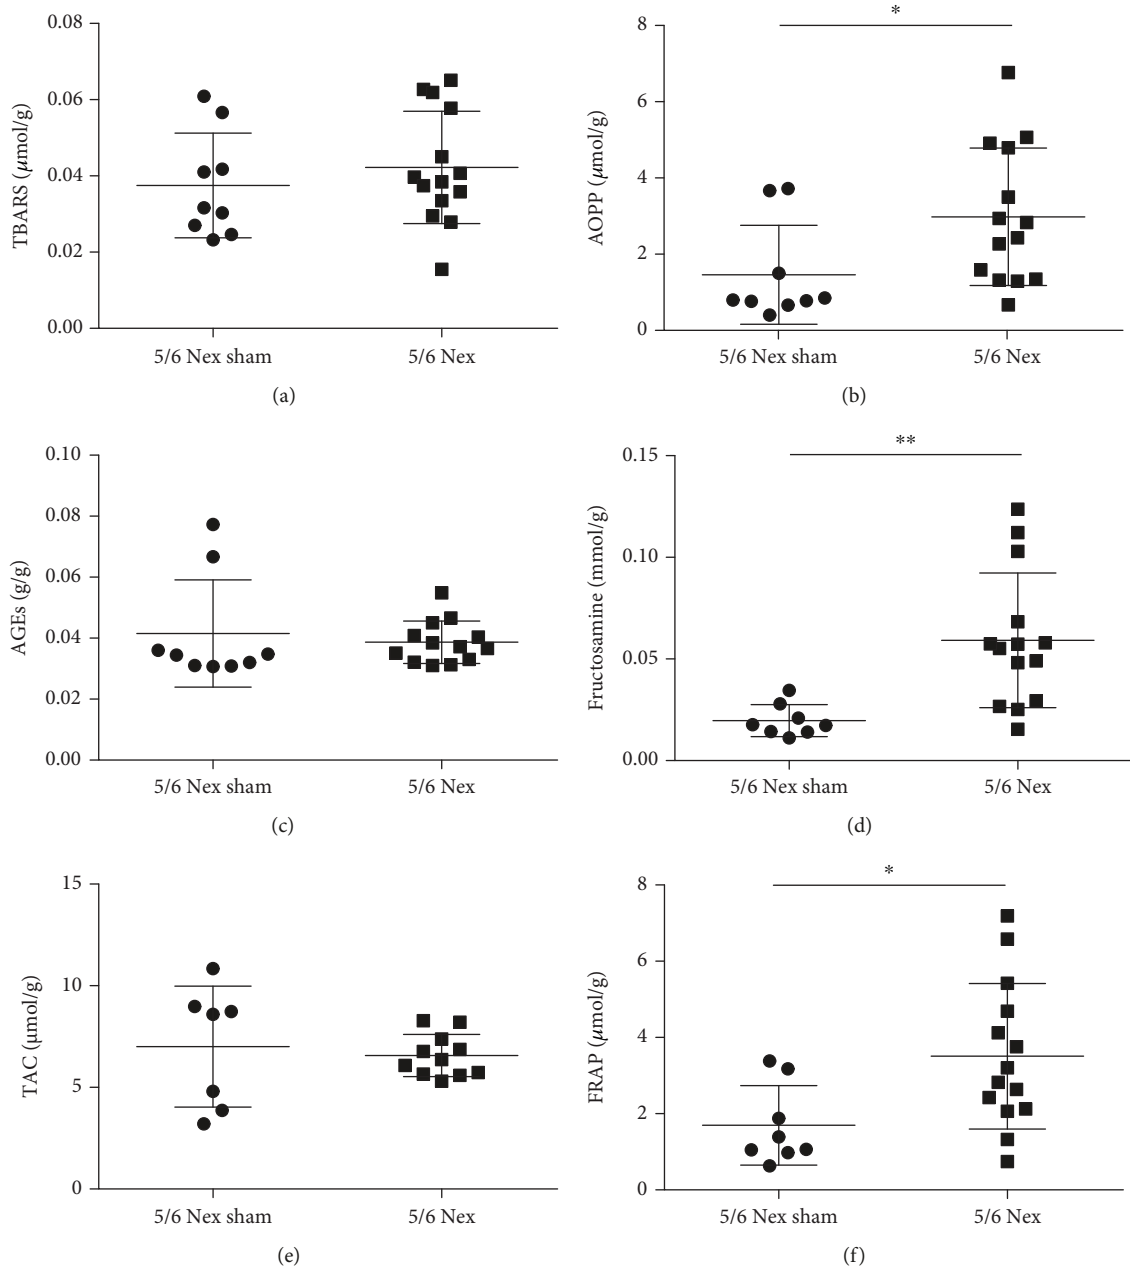 0.08
0.06
0.04
0.02
0.00
TBARS (μmol/g)
5/6 Nex sham
5/6 Nex
(a)
*
8
6
4
2
0
AOPP (μmol/g)
5/6 Nex sham
5/6 Nex
(b)
0.10
0.08
0.06
0.04
0.02
0.00
AGEs (g/g)
5/6 Nex sham
5/6 Nex
(c)
**
0.15
0.10
0.05
0.00
Fructosamine (mmol/g)
5/6 Nex sham
5/6 Nex
(d)
15
10
5
0
TAC (μmol/g)
5/6 Nex sham
5/6 Nex
(e)
*
8
6
4
2
0
FRAP (μmol/g)
5/6 Nex sham
5/6 Nex
(f)